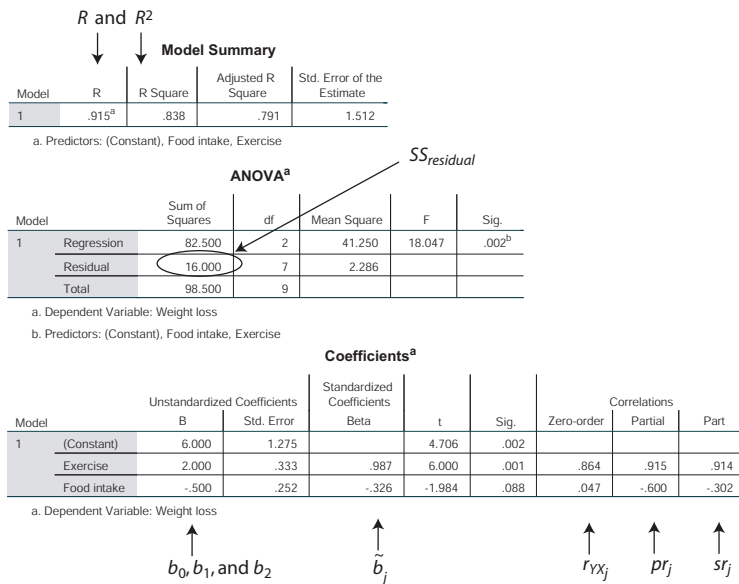 R and R²
Model Summary
Model R R Square Adjusted R Square Std. Error of the Estimate
1 .915a .838 .791 1.512
a. Predictors: (Constant), Food intake, Exercise
SSresidual
ANOVAa
Model Sum of Squares df Mean Square F Sig.
1 Regression 82.500 2 41.250 18.047 .002b
Residual 16.000 7 2.286
Total 98.500 9
a. Dependent Variable: Weight loss
b. Predictors: (Constant), Food intake, Exercise
Coefficientsa
Model Unstandardized Coefficients Standardized Coefficients t Sig. Correlations
B Std. Error Beta Zero-order Partial Part
1 (Constant) 6.000 1.275 4.706 .002
Exercise 2.000 .333 .987 6.000 .001 .864 .915 .914
Food intake -.500 .252 -.326 -1.984 .088 .047 -.600 -.302
a. Dependent Variable: Weight loss
b0, b1, and b2 b̃j rYXj prj srj